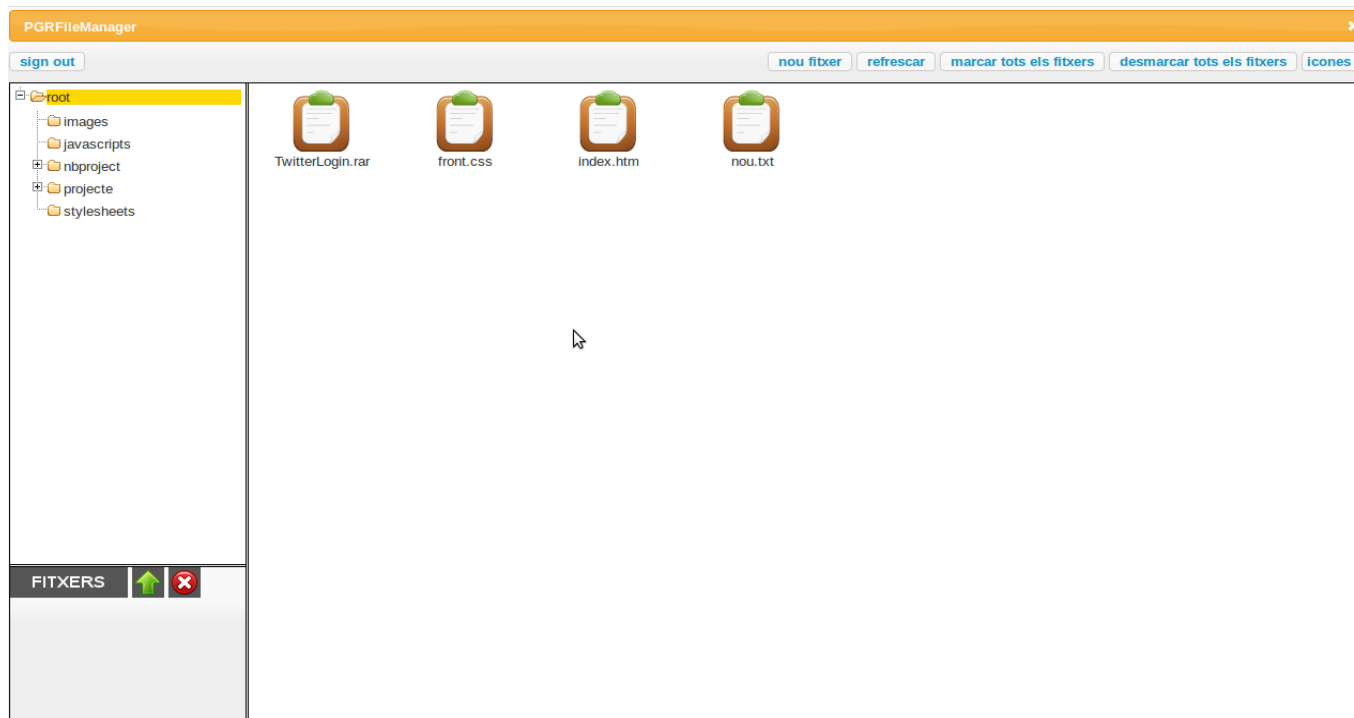 PGRFileManager
sign out
nou fitxer refrescar marcar tots els fitxers desmarcar tots els fitxers icones
root
images
javascripts
nbproject
projecte
stylesheets
TwitterLogin.rar front.css index.htm nou.txt
FITXERS